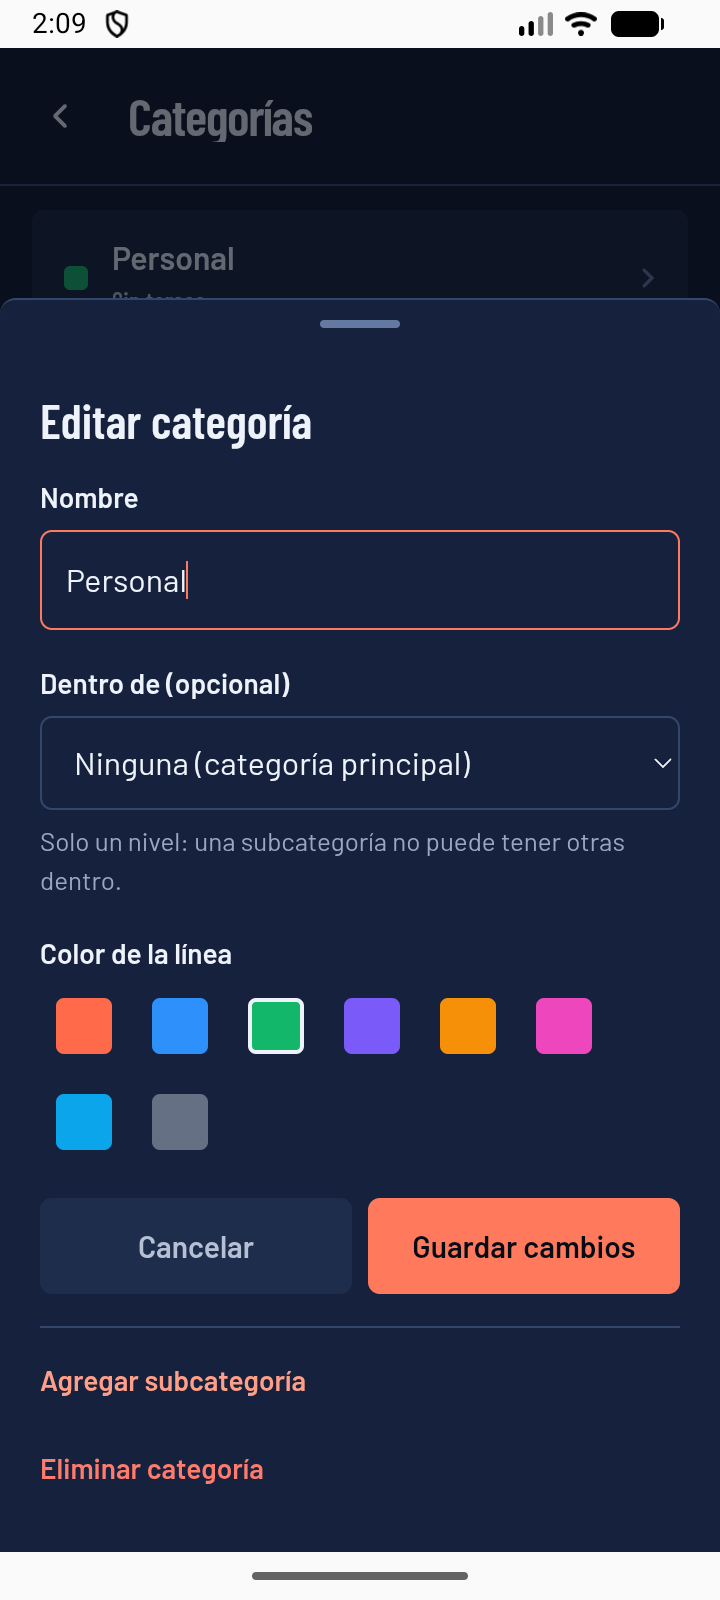 2:09
Categorías
Personal
Editar categoría
Nombre
Personal
Dentro de (opcional)
Ninguna (categoría principal)
Solo un nivel: una subcategoría no puede tener otras
dentro.
Color de la línea
Cancelar
Guardar cambios
Agregar subcategoría
Eliminar categoría